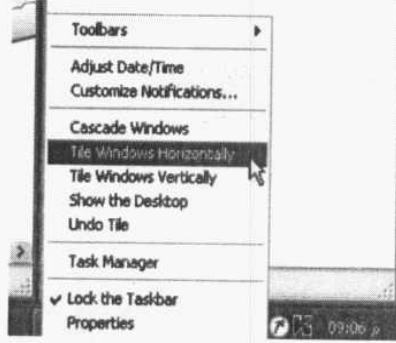 Toolbars
Adjust Date/Time
Customize Notifications...
Cascade Windows
Tile Windows Horizontally
Tile Windows Vertically
Show the Desktop
Undo Tile
Task Manager
Lock the Taskbar
Properties
09:06 م